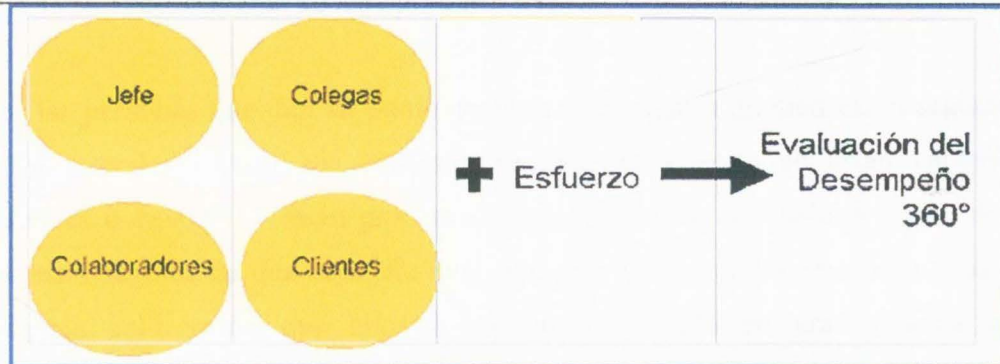 Jefe
Colegas
Colaboradores
Clientes
+ Esfuerzo
Evaluación del
Desempeño
360°